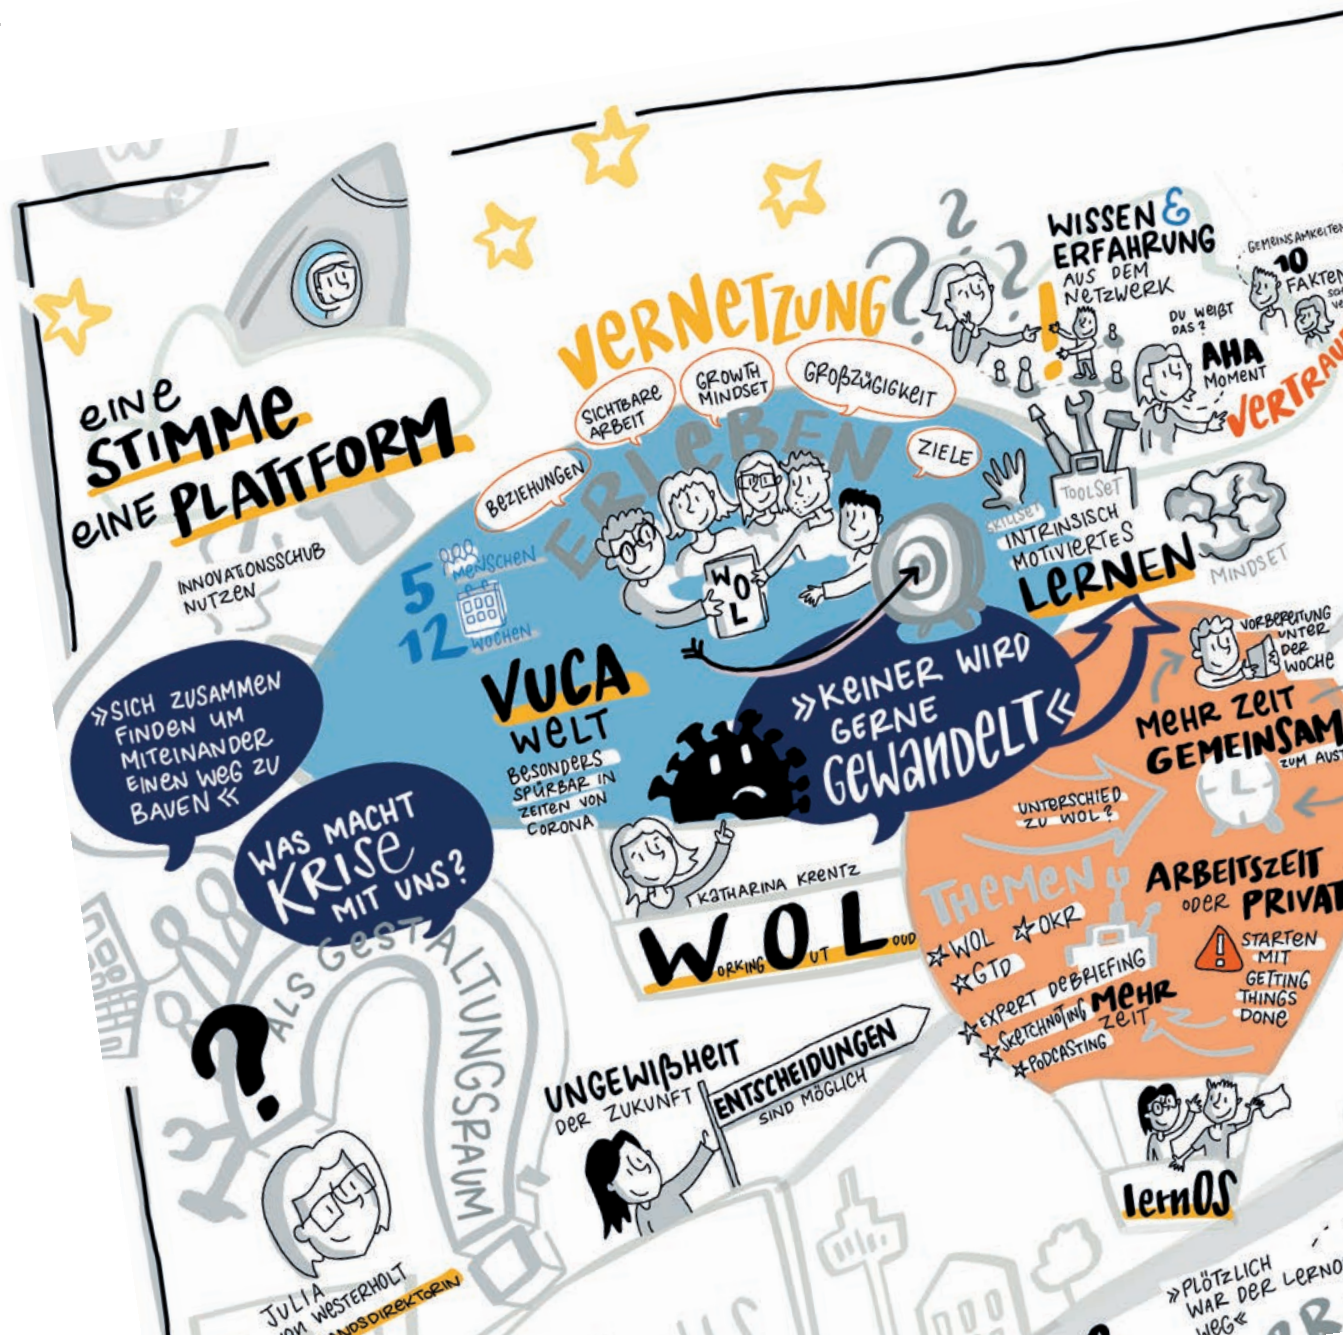 EINE
STIMME
EINE PLATTFORM
INNOVATIONSSCHUB
NUTZEN
»SICH ZUSAMMEN
FINDEN UM
MITEINANDER
EINEN WEG ZU
BAUEN«
WAS MACHT
KRISE
MIT UNS?
ALS GESTALTUNGSRAUM
?
JULIA
VON WESTERHOLT
VERNETZUNG
ERLEBEN
BEZIEHUNGEN
SICHTBARE
ARBEIT
GROWTH
MINDSET
GROßZÜGIGKEIT
ZIELE
5 MENSCHEN
12 WOCHEN
WOL
VUCA
WELT
BESONDERS
SPÜRBAR IN
ZEITEN VON
CORONA
»KEINER WIRD
GERNE
GEWANDELT«
KATHARINA KRENTZ
WORKING OUT LOUD
UNGEWIßHEIT
DER ZUKUNFT
ENTSCHEIDUNGEN
SIND MÖGLICH
???
!
WISSEN &
ERFAHRUNG
AUS DEM
NETZWERK
DU WEIßT
DAS?
AHA
MOMENT
10
FAKTEN
SKILLSET
TOOLSET
MINDSET
INTRINSISCH
MOTIVIERTES
LERNEN
VORBEREITUNG
UNTER
DER
WOCHE
MEHR ZEIT
GEMEINSAM
ZUM
UNTERSCHIED
ZU WOL?
THEMEN
WOL
OKR
GTD
EXPERT DEBRIEFING
SKETCHNOTING
PODCASTING
MEHR
ZEIT
ARBEITSZEIT
ODER PRIVAT
!
STARTEN
MIT
GETTING
THINGS
DONE
lernOS
»PLÖTZLICH
WAR DER
WEG«